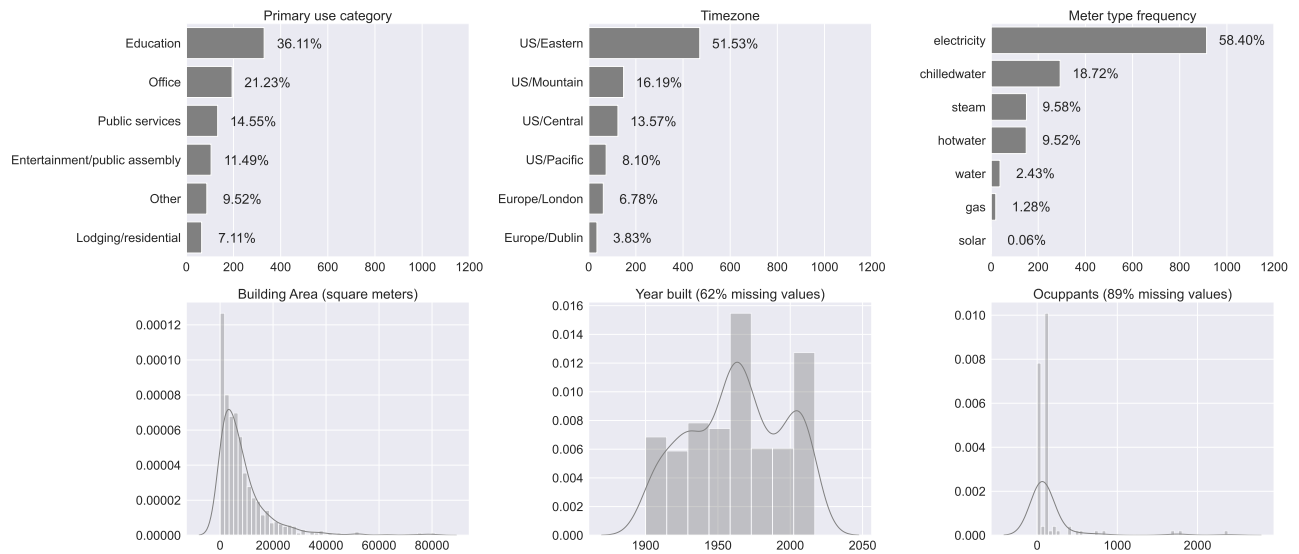 Primary use category
Education 36.11%
Office 21.23%
Public services 14.55%
Entertainment/public assembly 11.49%
Other 9.52%
Lodging/residential 7.11%
0 200 400 600 800 1000 1200
Timezone
US/Eastern 51.53%
US/Mountain 16.19%
US/Central 13.57%
US/Pacific 8.10%
Europe/London 6.78%
Europe/Dublin 3.83%
0 200 400 600 800 1000 1200
Meter type frequency
electricity 58.40%
chilledwater 18.72%
steam 9.58%
hotwater 9.52%
water 2.43%
gas 1.28%
solar 0.06%
0 200 400 600 800 1000 1200
Building Area (square meters)
0.00012
0.00010
0.00008
0.00006
0.00004
0.00002
0.00000
0 20000 40000 60000 80000
Year built (62% missing values)
0.016
0.014
0.012
0.010
0.008
0.006
0.004
0.002
0.000
1900 1950 2000 2050
Ocuppants (89% missing values)
0.010
0.008
0.006
0.004
0.002
0.000
0 1000 2000